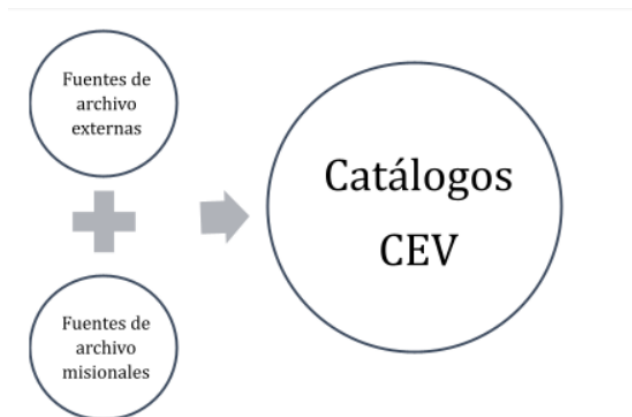 Fuentes de
archivo
externas
Fuentes de
archivo
misionales
Catálogos
CEV